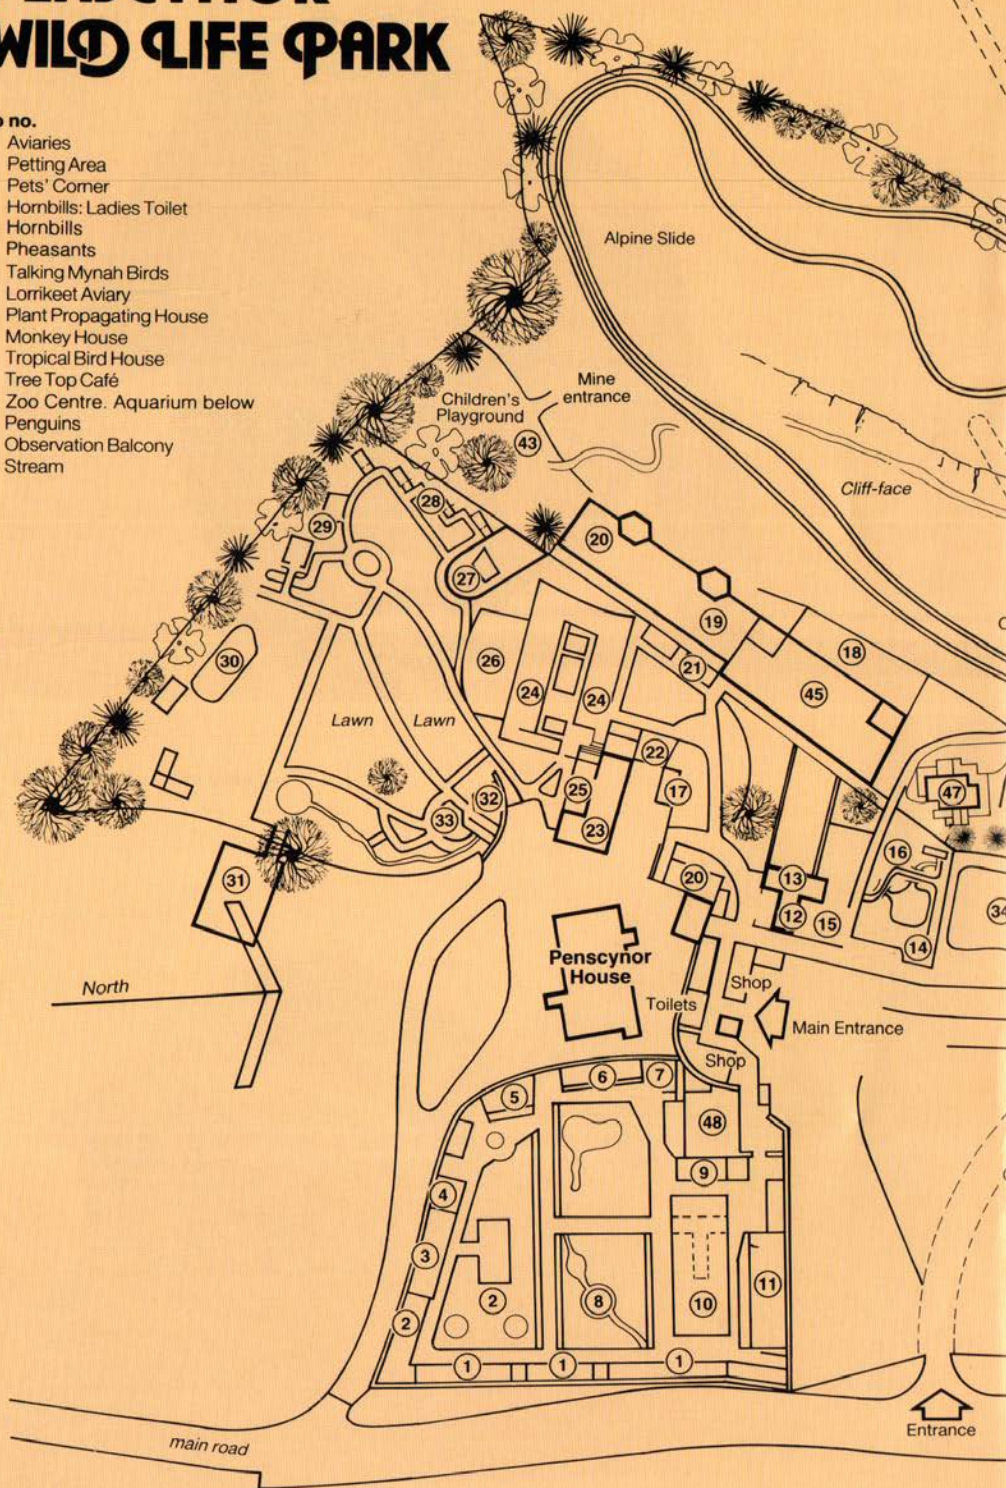 WILD LIFE PARK
no.
Aviaries
Petting Area
Pets' Corner
Hornbills: Ladies Toilet
Hornbills
Pheasants
Talking Mynah Birds
Lorrikeet Aviary
Plant Propagating House
Monkey House
Tropical Bird House
Tree Top Café
Zoo Centre. Aquarium below
Penguins
Observation Balcony
Stream
Alpine Slide
Mine
entrance
Children's
Playground
43
Cliff-face
28
29
20
27
19
18
21
26
45
30
24
24
Lawn
Lawn
22
47
32
25
17
33
23
16
31
20
13
12
15
34
14
Penscynor
House
North
Shop
Toilets
Main Entrance
Shop
6
7
5
48
9
4
3
11
2
8
10
2
1
1
1
Entrance
main road